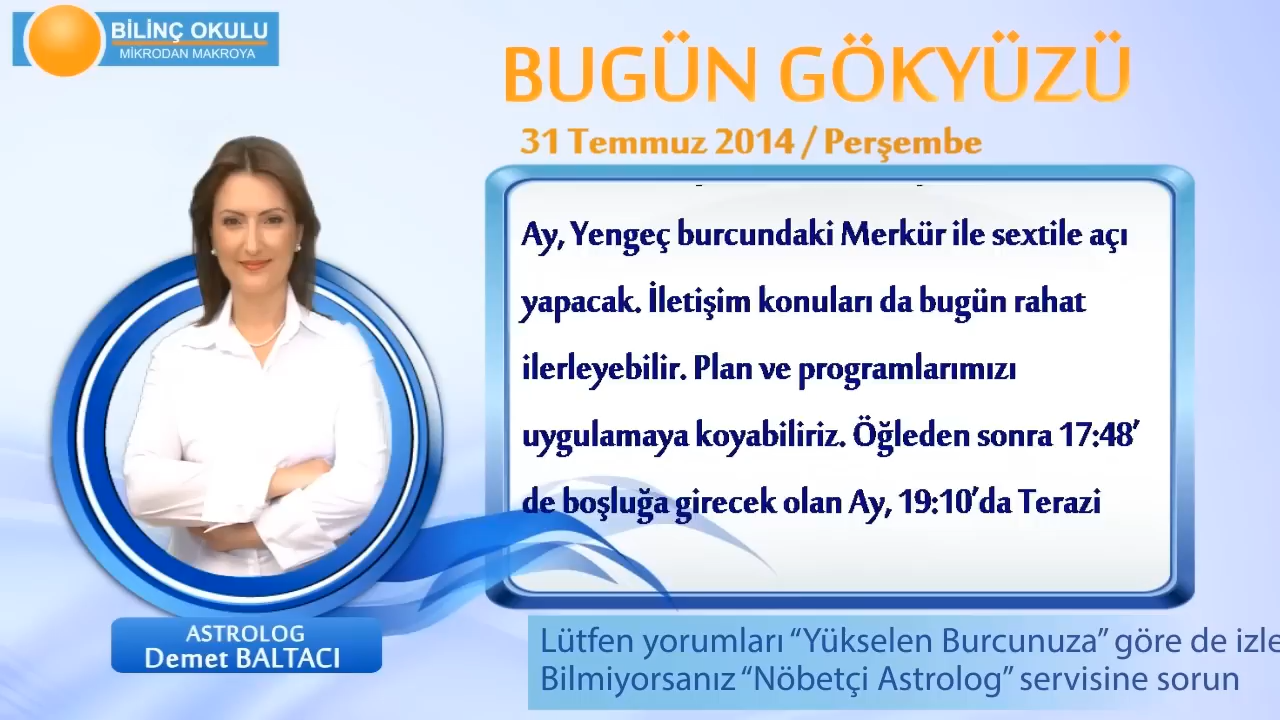 BİLİNÇ OKULU
MİKRODAN MAKROYA
BUGÜN GÖKYÜZÜ
31 Temmuz 2014 / Perşembe
Ay, Yengeç burcundaki Merkür ile sextile açı
yapacak. İletişim konuları da bugün rahat
ilerleyebilir. Plan ve programlarımızı
uygulamaya koyabiliriz. Öğleden sonra 17:48’
de boşluğa girecek olan Ay, 19:10’da Terazi
ASTROLOG
Demet BALTACI
Lütfen yorumları “Yükselen Burcunuza” göre de izle
Bilmiyorsanız “Nöbetçi Astrolog” servisine sorun